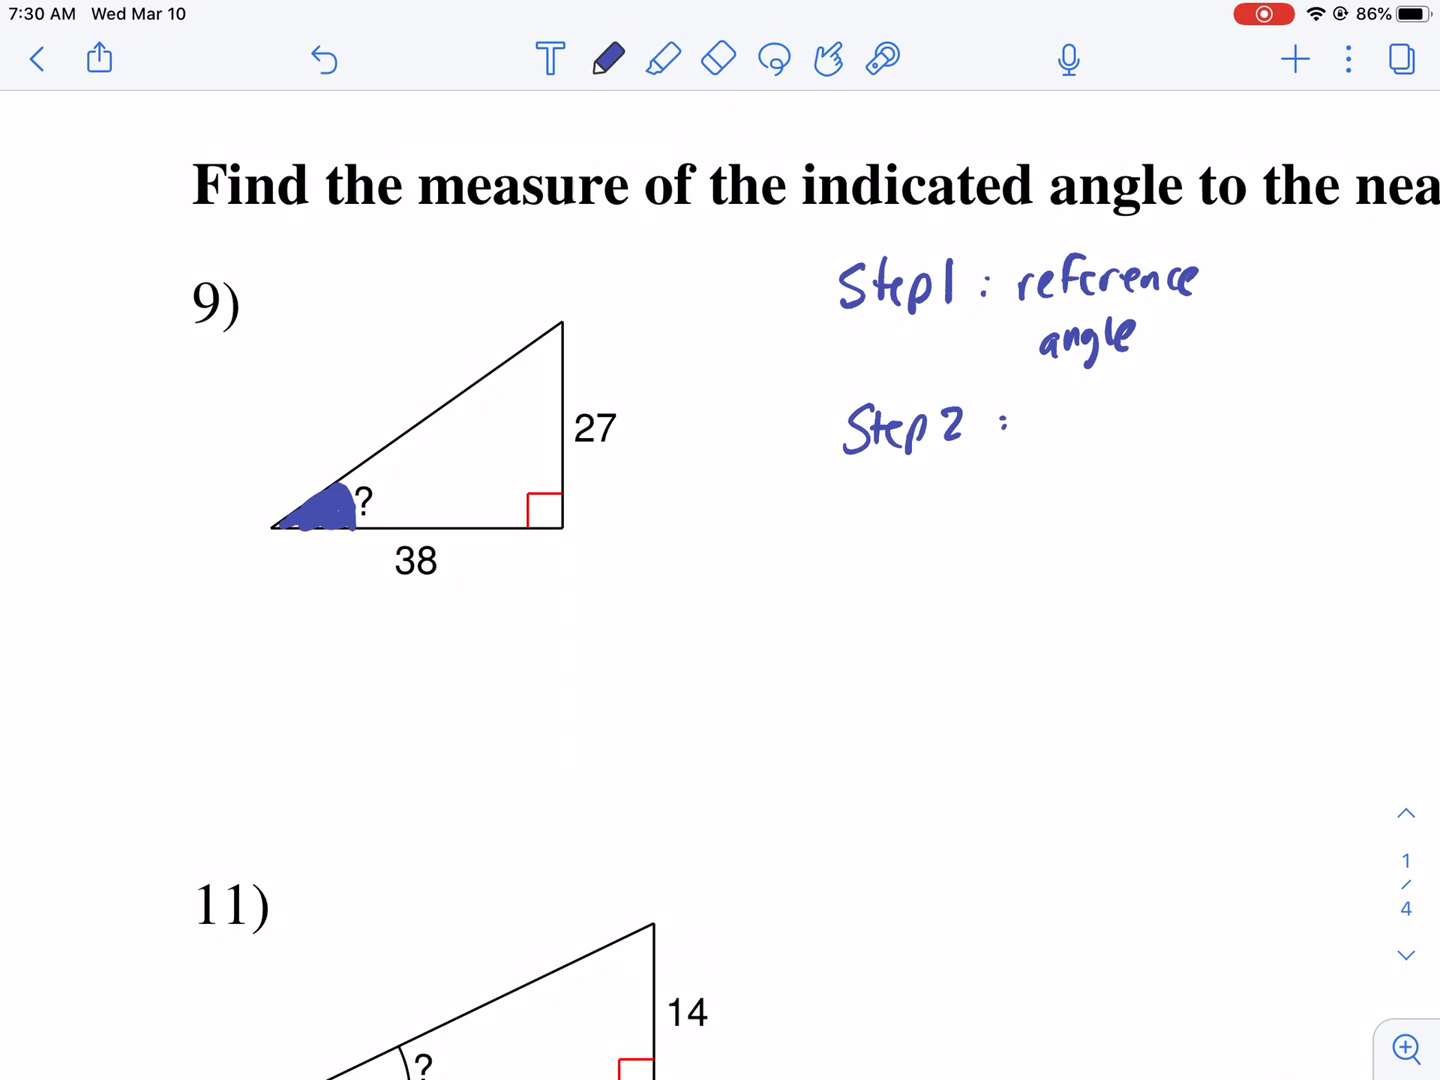 7:30 AM Wed Mar 10
86%
Find the measure of the indicated angle to the nea
9)
Step 1 : reference
angle
Step 2 :
27
?
38
1
/
4
11)
14
?